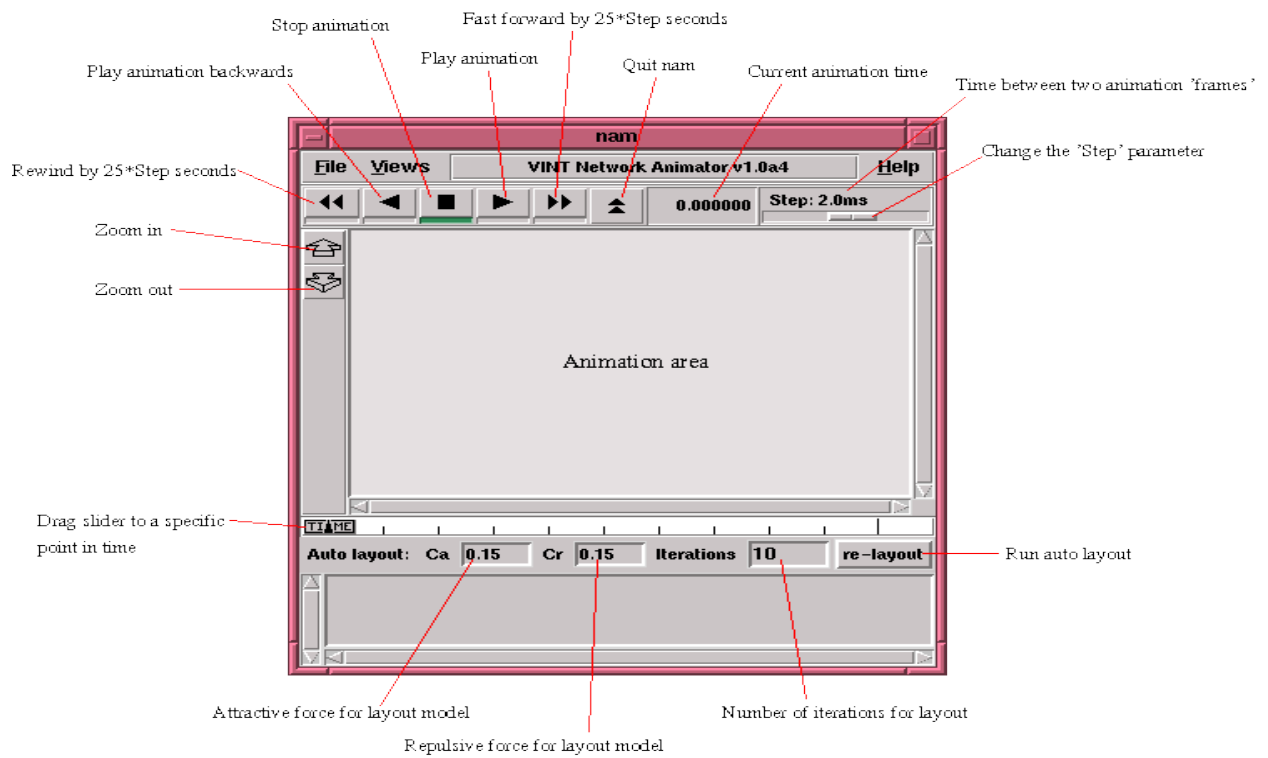 Stop animation
Fast forward by 25*Step seconds
Play animation
Quit nam
Play animation backwards
Current animation time
Time between two animation 'frames'
nam
Change the 'Step' parameter
File Views VINT Network Animator v1.0a4 Help
Rewind by 25*Step seconds
0.000000 Step: 2.0ms
Zoom in
Zoom out
Animation area
Drag slider to a specific
point in time
TIME
Auto layout: Ca 0.15 Cr 0.15 Iterations 10 re-layout
Run auto layout
Attractive force for layout model
Number of iterations for layout
Repulsive force for layout model